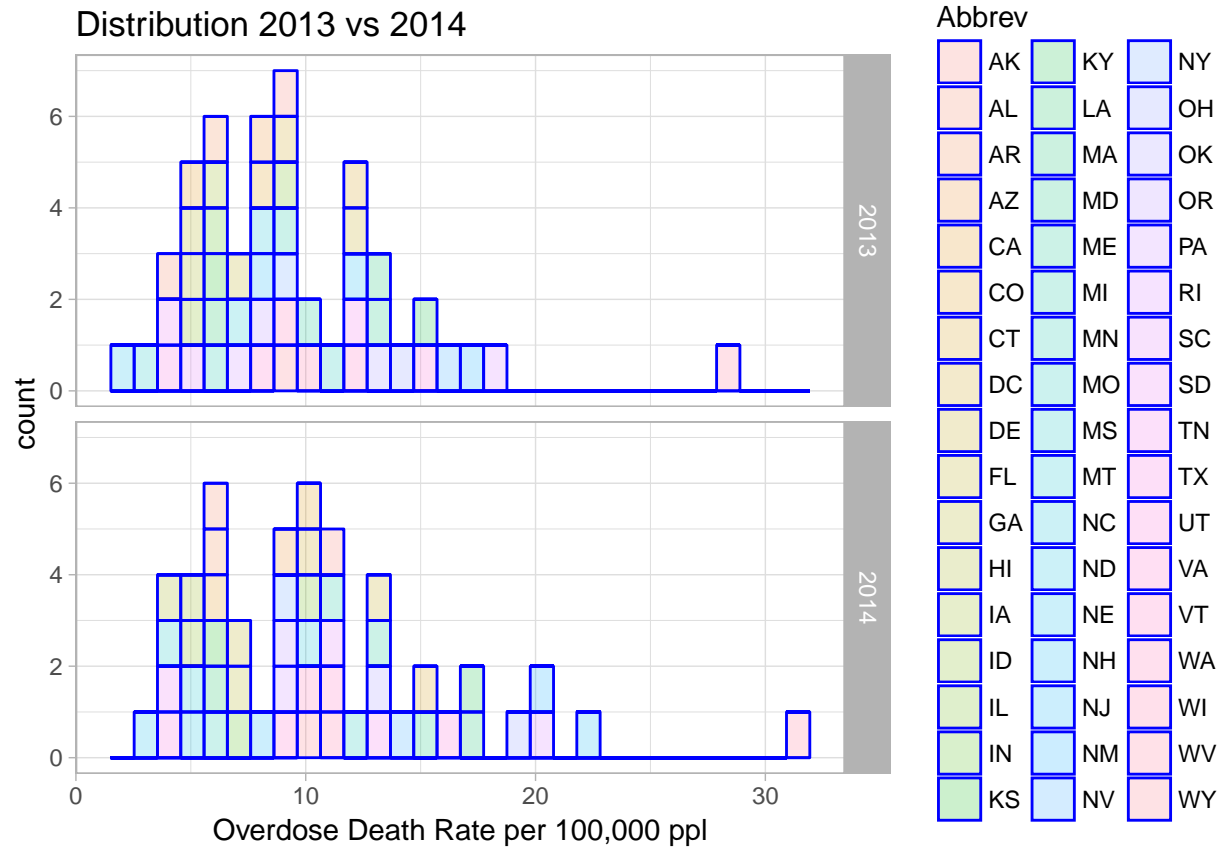 Distribution 2013 vs 2014
count
6
4
2
0
2013
6
4
2
0
2014
0 10 20 30
Overdose Death Rate per 100,000 ppl
Abbrev
AK KY NY
AL LA OH
AR MA OK
AZ MD OR
CA ME PA
CO MI RI
CT MN SC
DC MO SD
DE MS TN
FL MT TX
GA NC UT
HI ND VA
IA NE VT
ID NH WA
IL NJ WI
IN NM WV
KS NV WY